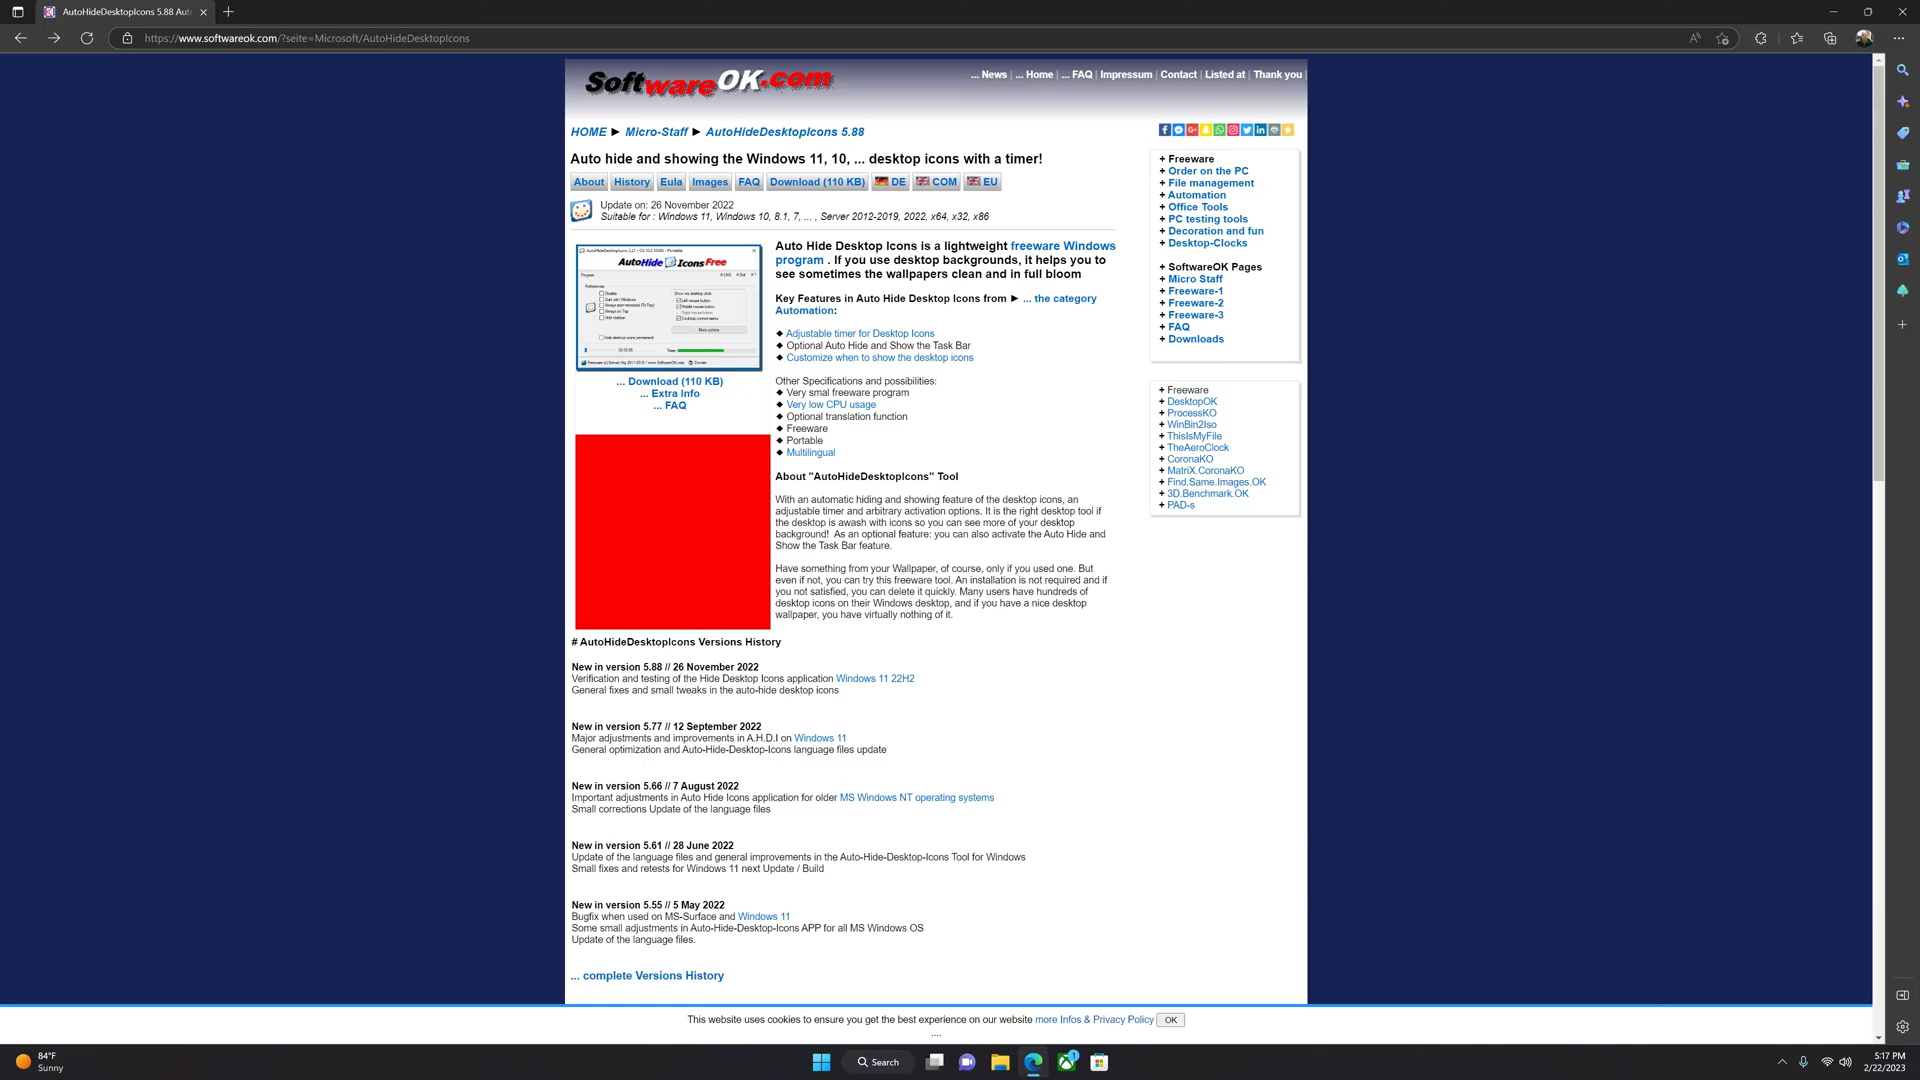 AutoHideDesktopIcons 5.88 Aut
https://www.softwareok.com/?seite=Microsoft/AutoHideDesktopIcons
SoftwareOK.com
... News | ... Home | ... FAQ | Impressum | Contact | Listed at | Thank you |
HOME ► Micro-Staff ► AutoHideDesktopIcons 5.88
Auto hide and showing the Windows 11, 10, ... desktop icons with a timer!
About History Eula Images FAQ Download (110 KB) DE COM EU
Update on: 26 November 2022
Suitable for : Windows 11, Windows 10, 8.1, 7, ... , Server 2012-2019, 2022, x64, x32, x86
AutoHide Icons Free
... Download (110 KB)
... Extra Info
... FAQ
Auto Hide Desktop Icons is a lightweight freeware Windows
program . If you use desktop backgrounds, it helps you to
see sometimes the wallpapers clean and in full bloom
Key Features in Auto Hide Desktop Icons from ► ... the category
Automation:
◆ Adjustable timer for Desktop Icons
◆ Optional Auto Hide and Show the Task Bar
◆ Customize when to show the desktop icons
Other Specifications and possibilities:
◆ Very smal freeware program
◆ Very low CPU usage
◆ Optional translation function
◆ Freeware
◆ Portable
◆ Multilingual
About "AutoHideDesktopIcons" Tool
With an automatic hiding and showing feature of the desktop icons, an
adjustable timer and arbitrary activation options. It is the right desktop tool if
the desktop is awash with icons so you can see more of your desktop
background! As an optional feature: you can also activate the Auto Hide and
Show the Task Bar feature.
Have something from your Wallpaper, of course, only if you used one. But
even if not, you can try this freeware tool. An installation is not required and if
you not satisfied, you can delete it quickly. Many users have hundreds of
desktop icons on their Windows desktop, and if you have a nice desktop
wallpaper, you have virtually nothing of it.
# AutoHideDesktopIcons Versions History
New in version 5.88 // 26 November 2022
Verification and testing of the Hide Desktop Icons application Windows 11 22H2
General fixes and small tweaks in the auto-hide desktop icons
New in version 5.77 // 12 September 2022
Major adjustments and improvements in A.H.D.I on Windows 11
General optimization and Auto-Hide-Desktop-Icons language files update
New in version 5.66 // 7 August 2022
Important adjustments in Auto Hide Icons application for older MS Windows NT operating systems
Small corrections Update of the language files
New in version 5.61 // 28 June 2022
Update of the language files and general improvements in the Auto-Hide-Desktop-Icons Tool for Windows
Small fixes and retests for Windows 11 next Update / Build
New in version 5.55 // 5 May 2022
Bugfix when used on MS-Surface and Windows 11
Some small adjustments in Auto-Hide-Desktop-Icons APP for all MS Windows OS
Update of the language files.
... complete Versions History
+ Freeware
+ Order on the PC
+ File management
+ Automation
+ Office Tools
+ PC testing tools
+ Decoration and fun
+ Desktop-Clocks
+ SoftwareOK Pages
+ Micro Staff
+ Freeware-1
+ Freeware-2
+ Freeware-3
+ FAQ
+ Downloads
+ Freeware
+ DesktopOK
+ ProcessKO
+ WinBin2Iso
+ ThisIsMyFile
+ TheAeroClock
+ CoronaKO
+ MatriX.CoronaKO
+ Find.Same.Images.OK
+ 3D.Benchmark.OK
+ PAD-s
This website uses cookies to ensure you get the best experience on our website more Infos & Privacy Policy OK
....
84°F
Sunny
Search
1
5:17 PM
2/22/2023